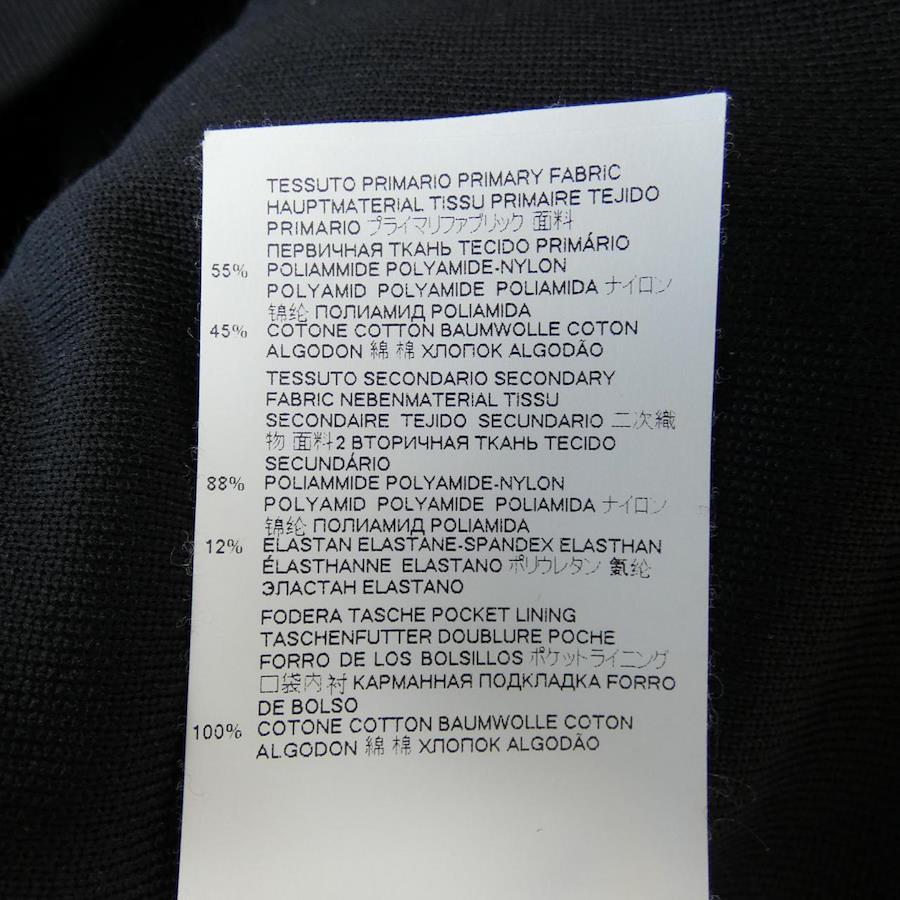 TESSUTO PRIMARIO PRIMARY FABRIC
HAUPTMATERIAL TISSU PRIMAIRE TEJIDO
PRIMARIO プライマリファブリック 面料
ПЕРВИЧНАЯ ТКАНЬ TECIDO PRIMÁRIO
55% POLIAMMIDE POLYAMIDE-NYLON
POLYAMID POLYAMIDE POLIAMIDA ナイロン
锦纶 ПОЛИАМИД POLIAMIDA
45% COTONE COTTON BAUMWOLLE COTON
ALGODON 綿 棉 ХЛОПОК ALGODÃO
TESSUTO SECONDARIO SECONDARY
FABRIC NEBENMATERIAL TISSU
SECONDAIRE TEJIDO SECUNDARIO 二次織
物 面料2 ВТОРИЧНАЯ ТКАНЬ TECIDO
SECUNDÁRIO
88% POLIAMMIDE POLYAMIDE-NYLON
POLYAMID POLYAMIDE POLIAMIDA ナイロン
锦纶 ПОЛИАМИД POLIAMIDA
12% ELASTAN ELASTANE-SPANDEX ELASTHAN
ÉLASTHANNE ELASTANO ポリウレタン 氨纶
ЭЛАСТАН ELASTANO
FODERA TASCHE POCKET LINING
TASCHENFUTTER DOUBLURE POCHE
FORRO DE LOS BOLSILLOS ポケットライニング
口袋内衬 КАРМАННАЯ ПОДКЛАДКА FORRO
DE BOLSO
100% COTONE COTTON BAUMWOLLE COTON
ALGODON 綿 棉 ХЛОПОК ALGODÃO